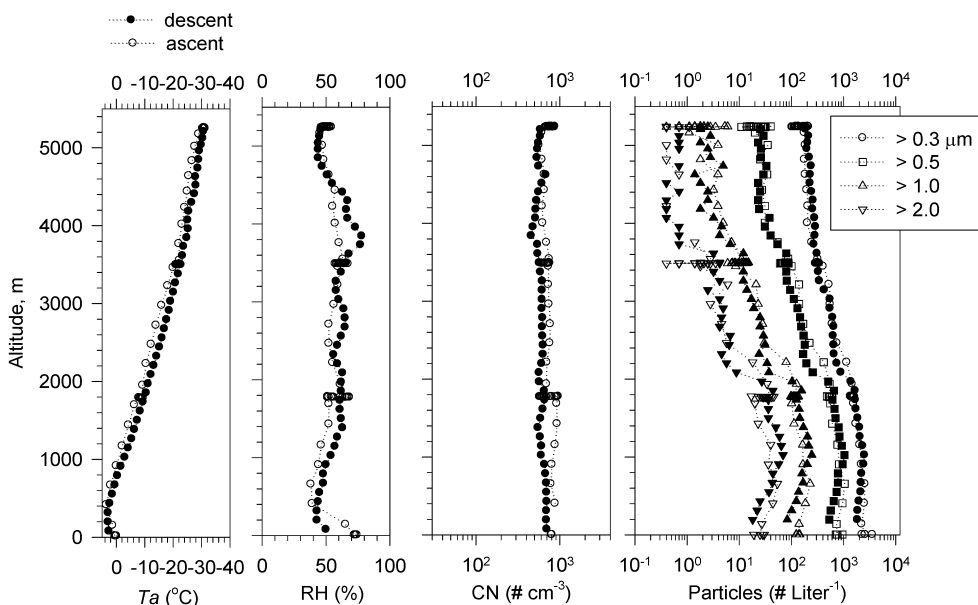 descent
ascent
0 -10 -20 -30 -40
0 50 100
10² 10³
10⁻¹ 10⁰ 10¹ 10² 10³ 10⁴
> 0.3 μm
> 0.5
> 1.0
> 2.0
Altitude, m
5000
4000
3000
2000
1000
0
0 -10 -20 -30 -40
0 50 100
10² 10³
10⁻¹ 10⁰ 10¹ 10² 10³ 10⁴
Ta (°C)
RH (%)
CN (# cm⁻³)
Particles (# Liter⁻¹)